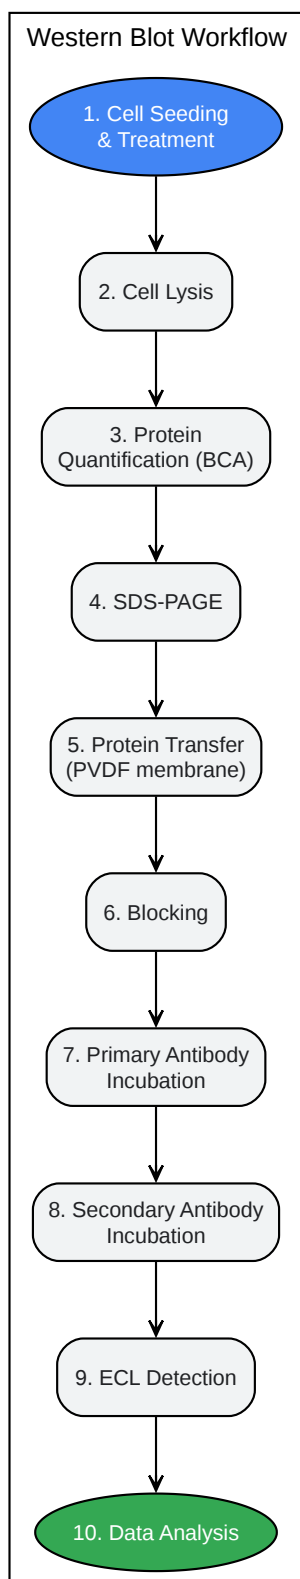 Western Blot Workflow
1. Cell Seeding
& Treatment
2. Cell Lysis
3. Protein
Quantification (BCA)
4. SDS-PAGE
5. Protein Transfer
(PVDF membrane)
6. Blocking
7. Primary Antibody
Incubation
8. Secondary Antibody
Incubation
9. ECL Detection
10. Data Analysis